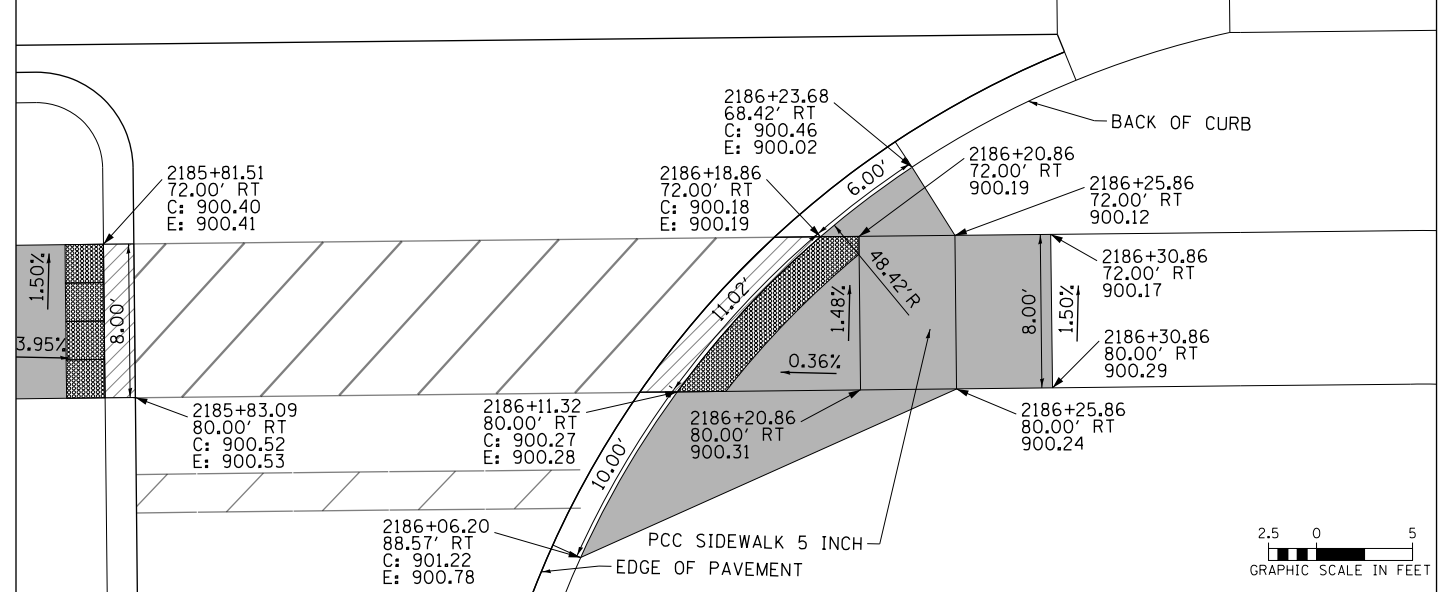 2186+23.68
68.42' RT
C: 900.46
E: 900.02
BACK OF CURB
2185+81.51
72.00' RT
C: 900.40
E: 900.41
2186+18.86
72.00' RT
C: 900.18
E: 900.19
6.00'
2186+20.86
72.00' RT
900.19
2186+25.86
72.00' RT
900.12
1.50%
8.00'
3.95%
11.02'
48.42'R
1.48%
0.36%
8.00'
1.50%
2186+30.86
72.00' RT
900.17
2186+30.86
80.00' RT
900.29
2185+83.09
80.00' RT
C: 900.52
E: 900.53
2186+11.32
80.00' RT
C: 900.27
E: 900.28
2186+20.86
80.00' RT
900.31
2186+25.86
80.00' RT
900.24
10.00'
2186+06.20
88.57' RT
C: 901.22
E: 900.78
PCC SIDEWALK 5 INCH
EDGE OF PAVEMENT
2.5 0 5
GRAPHIC SCALE IN FEET